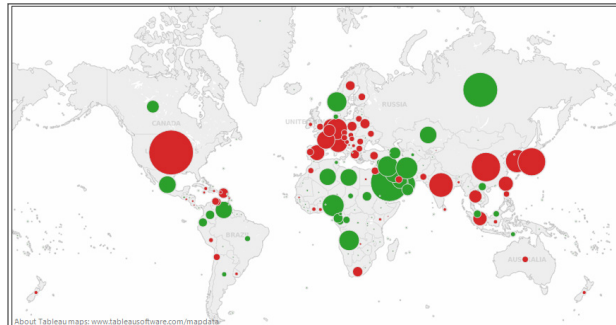 RUSSIA
CANADA
UNITED
BRAZIL
AUSTRALIA
About Tableau maps: www.tableausoftware.com/mapdata